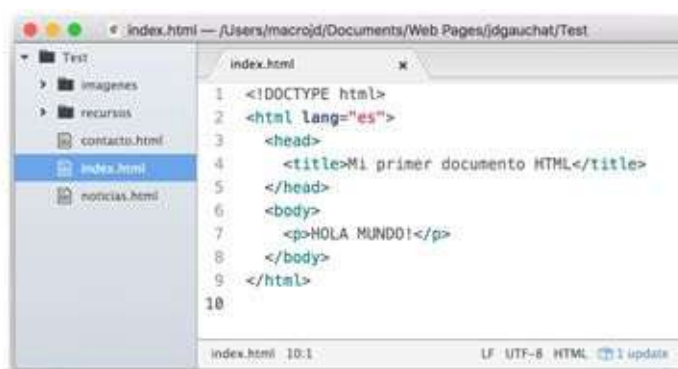 index.html — /Users/macrojd/Documents/Web Pages/jdgauchat/Test
Test
imagenes
recursos
contacto.html
index.html
noticias.html
index.html
1 <!DOCTYPE html>
2 <html lang="es">
3 <head>
4 <title>Mi primer documento HTML</title>
5 </head>
6 <body>
7 <p>HOLA MUNDO!</p>
8 </body>
9 </html>
10
index.html 10:1 LF UTF-8 HTML 1 update